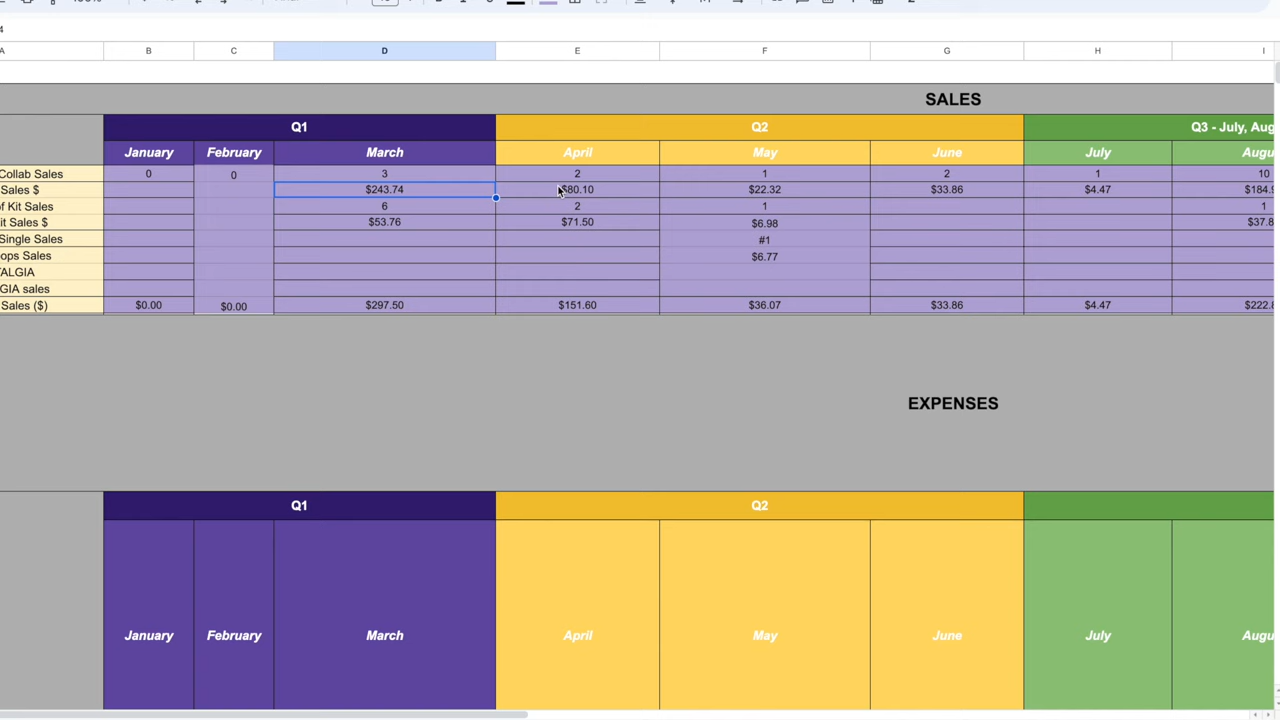 4
A B C D E F G H I
SALES
Q1 Q2 Q3 - July, Aug
January February March April May June July Augu
Collab Sales 0 0 3 2 1 2 1 10
Sales $ $243.74 $80.10 $22.32 $33.86 $4.47 $184.9
f Kit Sales 6 2 1 1
it Sales $ $53.76 $71.50 $6.98 $37.8
Single Sales #1
ops Sales $6.77
ALGIA
GIA sales
Sales ($) $0.00 $0.00 $297.50 $151.60 $36.07 $33.86 $4.47 $222.8
EXPENSES
Q1 Q2
January February March April May June July Augu